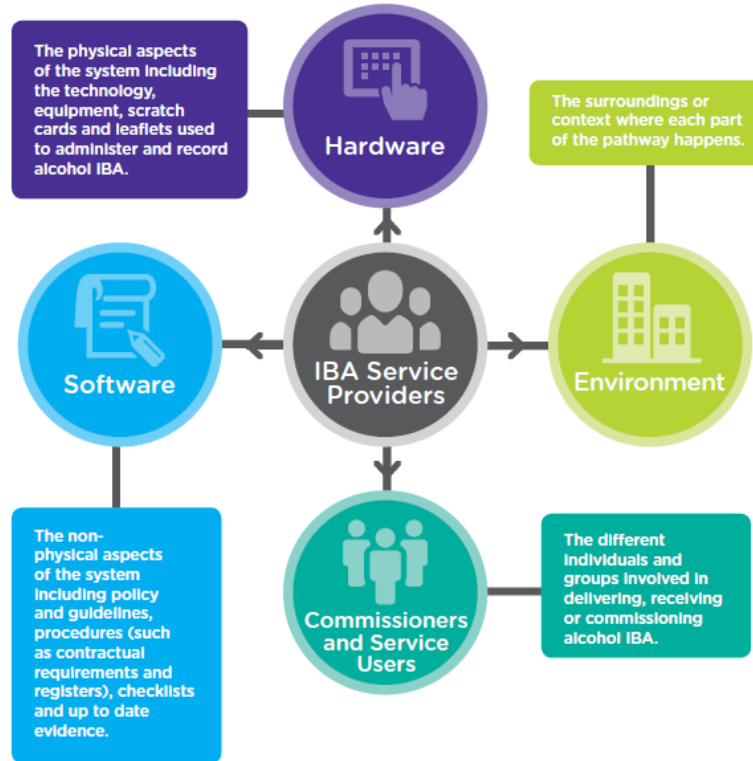 The physical aspects
of the system including
the technology,
equipment, scratch
cards and leaflets used
to administer and record
alcohol IBA.
Hardware
The surroundings or
context where each part
of the pathway happens.
Software
IBA Service
Providers
Environment
The non-
physical aspects
of the system
including policy
and guidelines,
procedures (such
as contractual
requirements and
registers), checklists
and up to date
evidence.
Commissioners
and Service
Users
The different
individuals and
groups involved in
delivering, receiving
or commissioning
alcohol IBA.